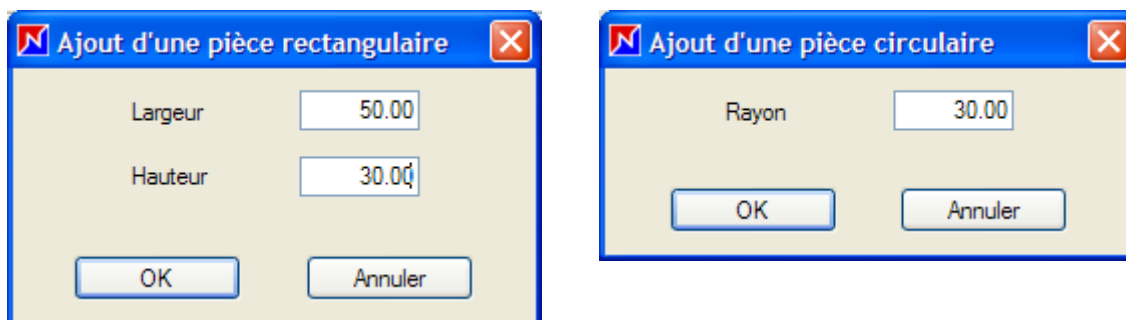 Ajout d'une pièce rectangulaire
Largeur 50.00
Hauteur 30.00
OK Annuler
Ajout d'une pièce circulaire
Rayon 30.00
OK Annuler